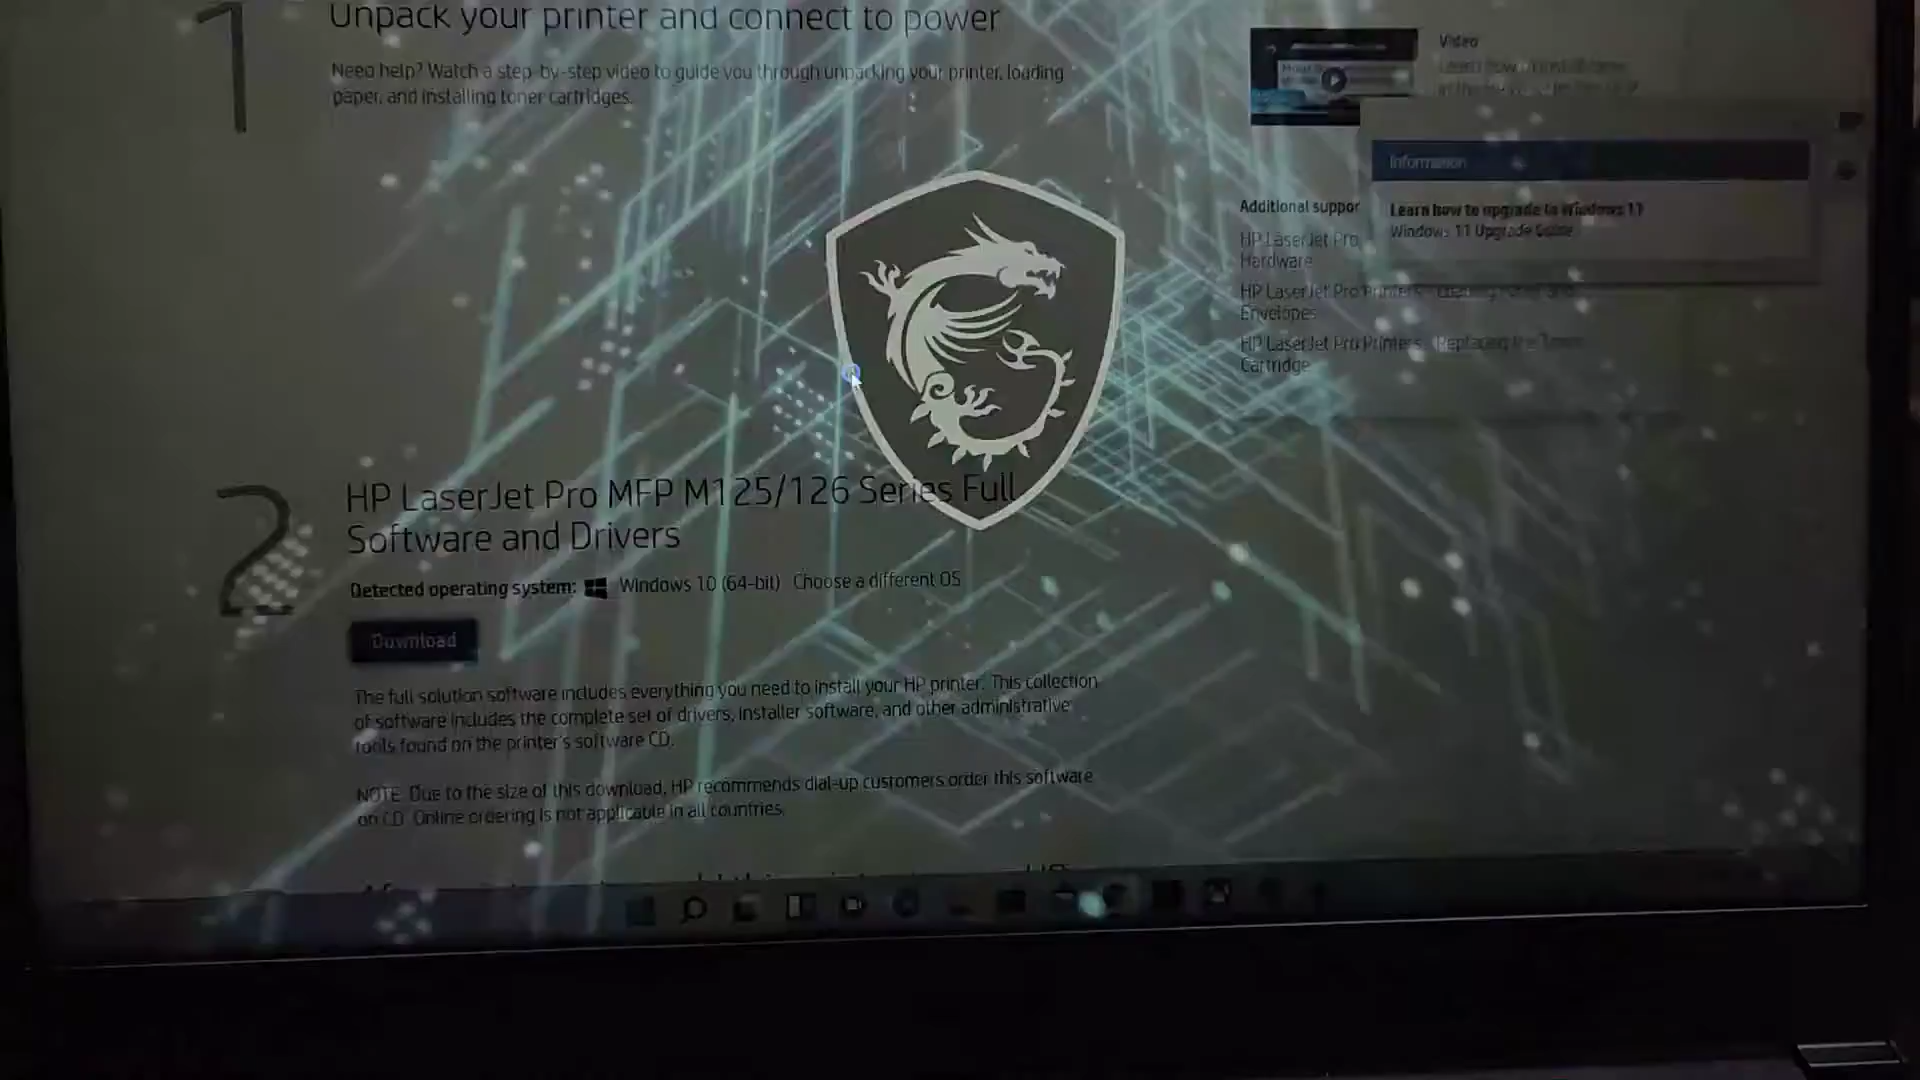 1
Unpack your printer and connect to power
Need help? Watch a step-by-step video to guide you through unpacking your printer, loading
paper, and installing toner cartridges.
Video
Information
Learn how to upgrade to Windows 11
Windows 11 Upgrade Guide
Additional suppor
HP LaserJet Pro
Hardware
HP LaserJet Pro Printers - Loading
Envelopes
HP LaserJet Pro Printers - Replacing the Toner
Cartridge
2
HP LaserJet Pro MFP M125/126 Series Full
Software and Drivers
Detected operating system: Windows 10 (64-bit) Choose a different OS
Download
The full solution software includes everything you need to install your HP printer. This collection
of software includes the complete set of drivers, installer software, and other administrative
tools found on the printer's software CD.
NOTE: Due to the size of this download, HP recommends dial-up customers order this software
on CD. Online ordering is not applicable in all countries.